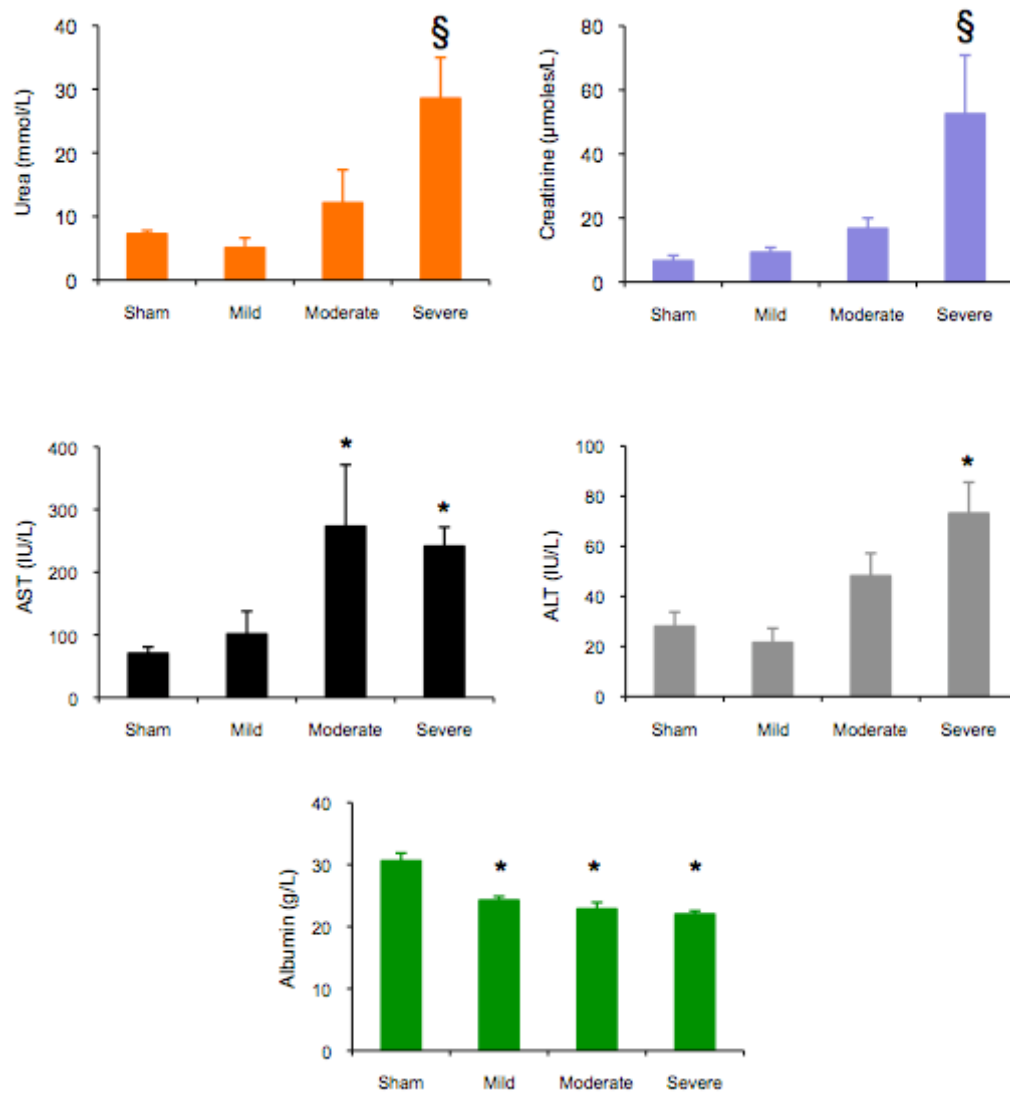 Urea (mmol/L)
40
30
20
10
0
§
Sham Mild Moderate Severe
Creatinine (µmoles/L)
80
60
40
20
0
§
Sham Mild Moderate Severe
AST (IU/L)
400
300
200
100
0
* *
Sham Mild Moderate Severe
ALT (IU/L)
100
80
60
40
20
0
*
Sham Mild Moderate Severe
Albumin (g/L)
40
30
20
10
0
* * *
Sham Mild Moderate Severe